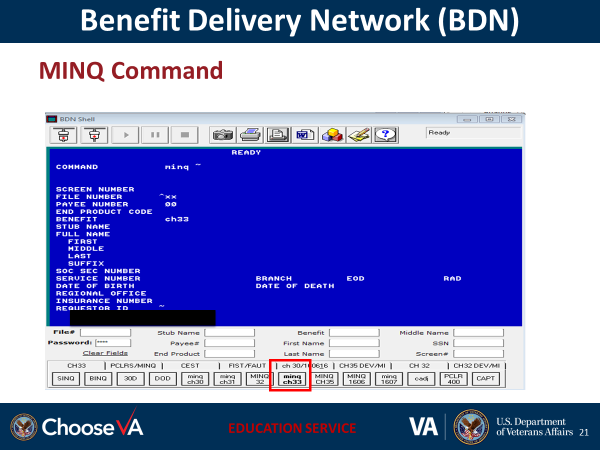 Benefit Delivery Network (BDN)
MINQ Command
BDN Shell
Ready
READY
COMMAND minq ~
SCREEN NUMBER
FILE NUMBER ^xx
PAYEE NUMBER 00
END PRODUCT CODE
BENEFIT ch33
STUB NAME
FULL NAME
FIRST
MIDDLE
LAST
SUFFIX
SOC SEC NUMBER
SERVICE NUMBER BRANCH EOD RAD
DATE OF BIRTH DATE OF DEATH
REGIONAL OFFICE
INSURANCE NUMBER
REQUESTOR ID ~
File# Stub Name Benefit Middle Name
Password: **** Payee# First Name SSN
Clear Fields End Product Last Name Screen#
CH33 | PCLRS/MINQ | CEST | FIST/FAUT | ch 30/1606/16 | CH35 DEV/MI | CH 32 | CH32 DEV/MI
SINQ BINQ 30D DOD minq ch30 minq ch31 MINQ 32 minq ch33 MINQ CH35 MINQ 1606 minq 1607 cadj PCLR 400 CAPT
ChooseVA EDUCATION SERVICE VA U.S. Department of Veterans Affairs 21